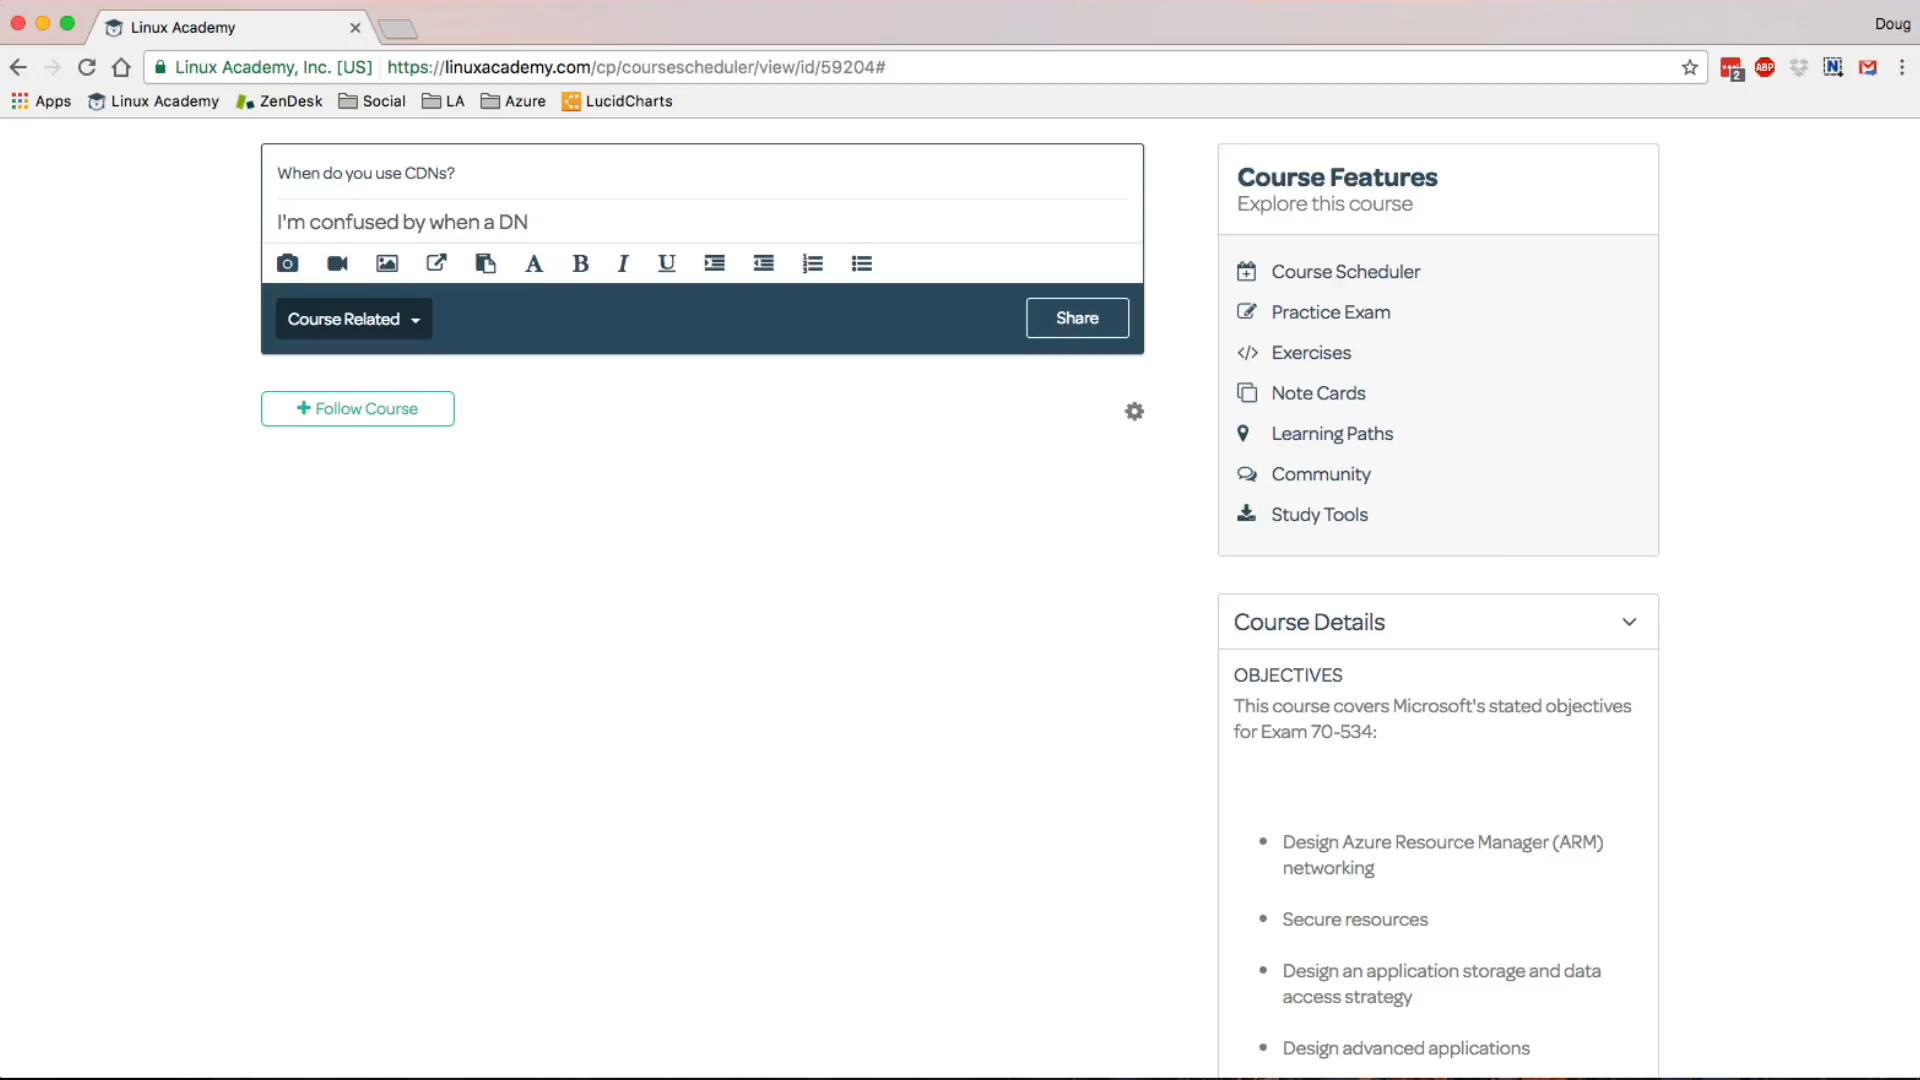 Linux Academy
Doug
Linux Academy, Inc. [US] https://linuxacademy.com/cp/coursescheduler/view/id/59204#
2
ABP
N
Apps Linux Academy ZenDesk Social LA Azure LucidCharts
When do you use CDNs?
I'm confused by when a DN
A B I U
Course Related
Share
Follow Course
Course Features
Explore this course
Course Scheduler
Practice Exam
Exercises
Note Cards
Learning Paths
Community
Study Tools
Course Details
OBJECTIVES
This course covers Microsoft's stated objectives
for Exam 70-534:
Design Azure Resource Manager (ARM)
networking
Secure resources
Design an application storage and data
access strategy
Design advanced applications